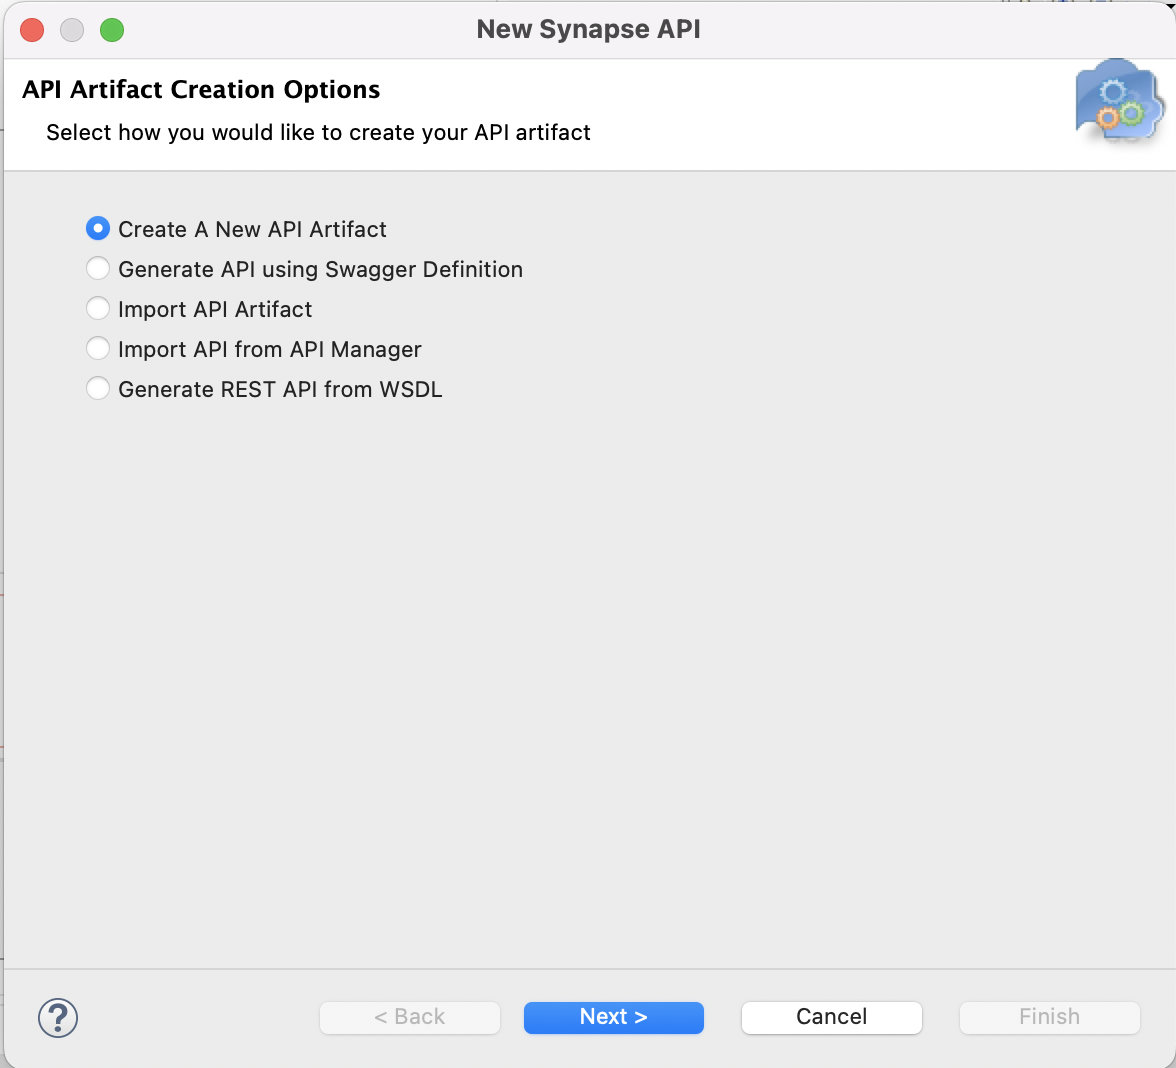 New Synapse API
API Artifact Creation Options
Select how you would like to create your API artifact
Create A New API Artifact
Generate API using Swagger Definition
Import API Artifact
Import API from API Manager
Generate REST API from WSDL
?
< Back
Next >
Cancel
Finish